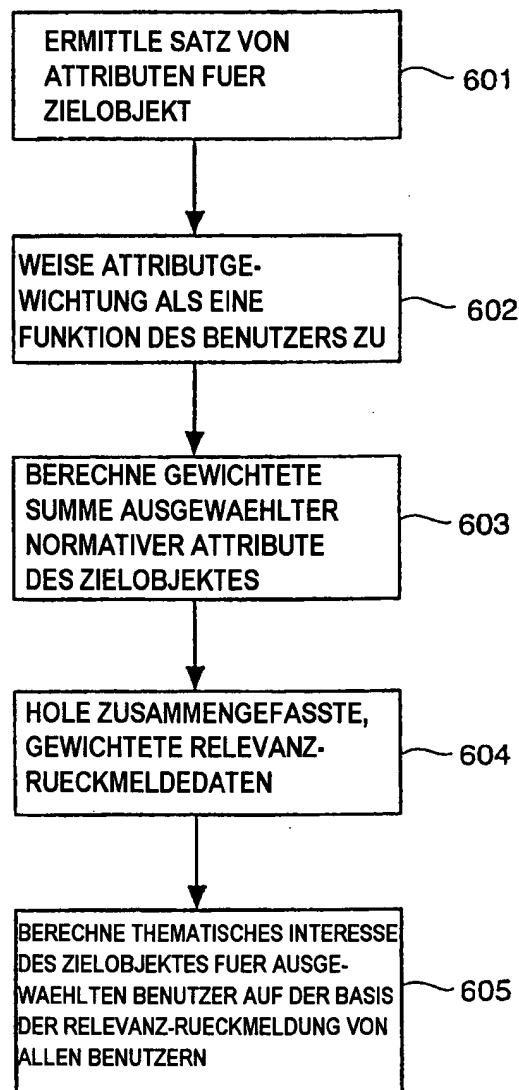 ERMITTLE SATZ VON
ATTRIBUTEN FUER
ZIELOBJEKT
601
WEISE ATTRIBUTGE-
WICHTUNG ALS EINE
FUNKTION DES BENUTZERS ZU
602
BERECHNE GEWICHTETE
SUMME AUSGEWAEHLTER
NORMATIVER ATTRIBUTE
DES ZIELOBJEKTES
603
HOLE ZUSAMMENGEFASSTE,
GEWICHTETE RELEVANZ-
RUECKMELDEDATEN
604
BERECHNE THEMATISCHES INTERESSE
DES ZIELOBJEKTES FUER AUSGE-
WAEHLTEN BENUTZER AUF DER BASIS
DER RELEVANZ-RUECKMELDUNG VON
ALLEN BENUTZERN
605